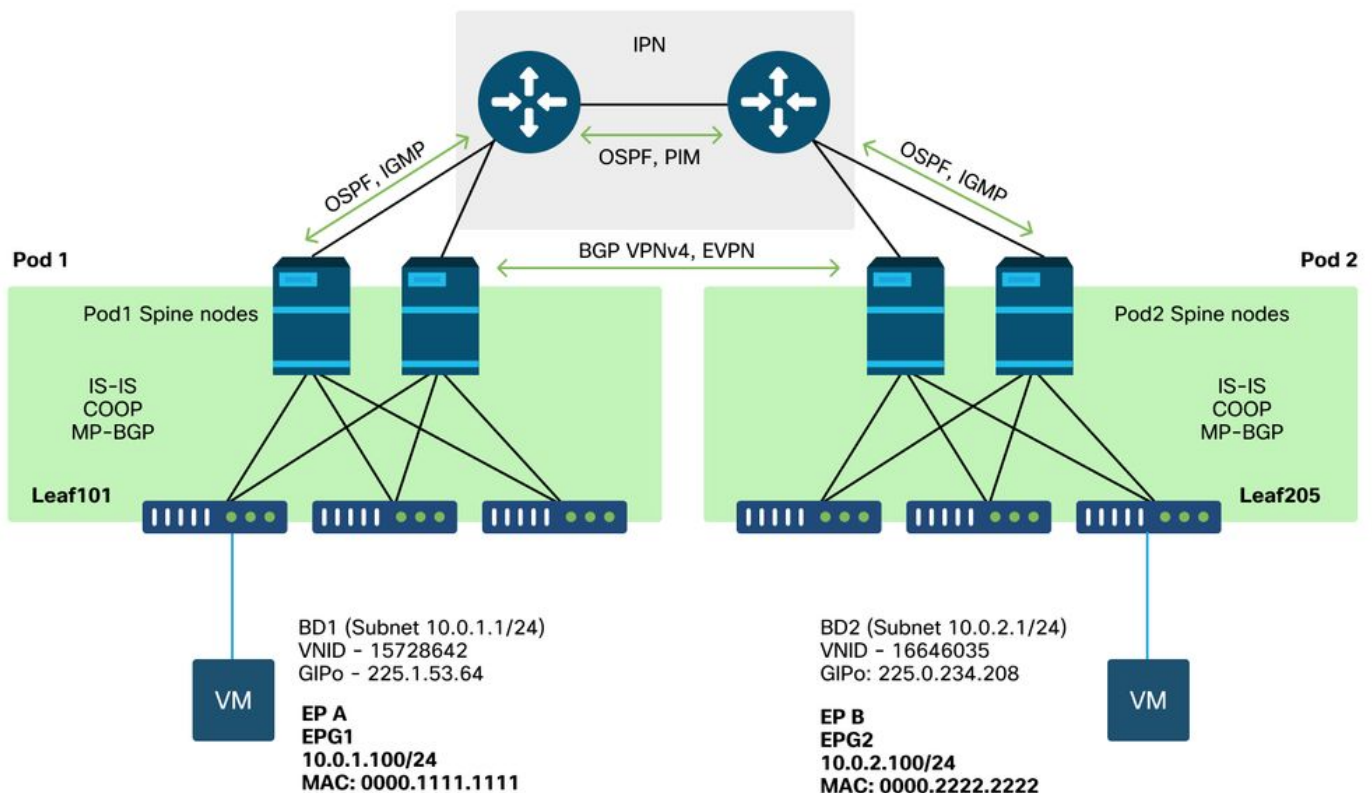 IPN
OSPF, IGMP
OSPF, PIM
OSPF, IGMP
BGP VPNv4, EVPN
Pod 1
Pod 2
Pod1 Spine nodes
Pod2 Spine nodes
IS-IS
COOP
MP-BGP
IS-IS
COOP
MP-BGP
Leaf101
Leaf205
VM
BD1 (Subnet 10.0.1.1/24)
VNID - 15728642
GIPo - 225.1.53.64
EP A
EPG1
10.0.1.100/24
MAC: 0000.1111.1111
BD2 (Subnet 10.0.2.1/24)
VNID - 16646035
GIPo: 225.0.234.208
EP B
EPG2
10.0.2.100/24
MAC: 0000.2222.2222
VM